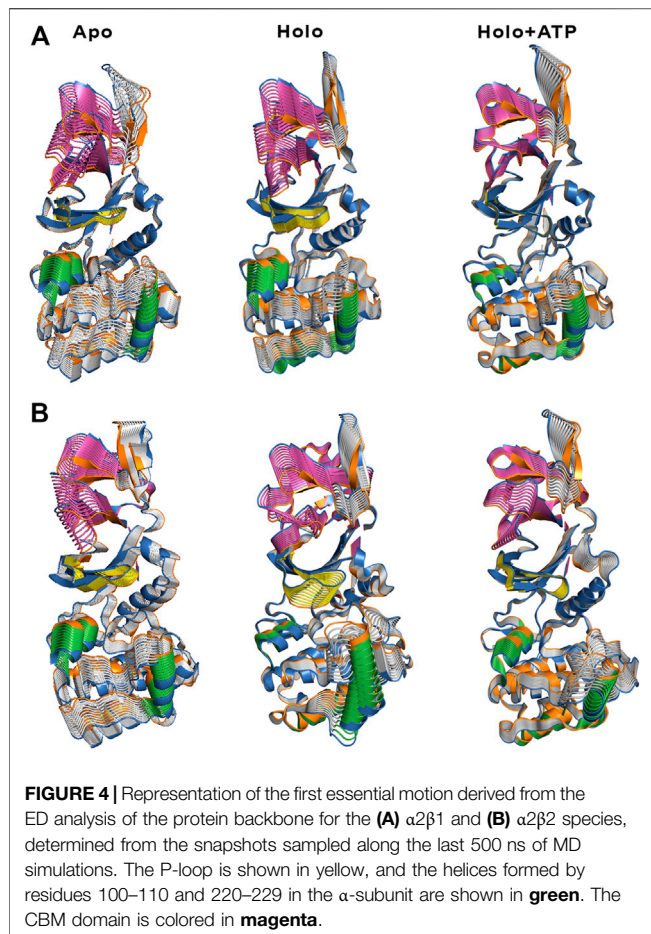 A
Apo Holo Holo+ATP
B
FIGURE 4 | Representation of the first essential motion derived from the
ED analysis of the protein backbone for the (A) α2β1 and (B) α2β2 species,
determined from the snapshots sampled along the last 500 ns of MD
simulations. The P-loop is shown in yellow, and the helices formed by
residues 100–110 and 220–229 in the α-subunit are shown in green. The
CBM domain is colored in magenta.